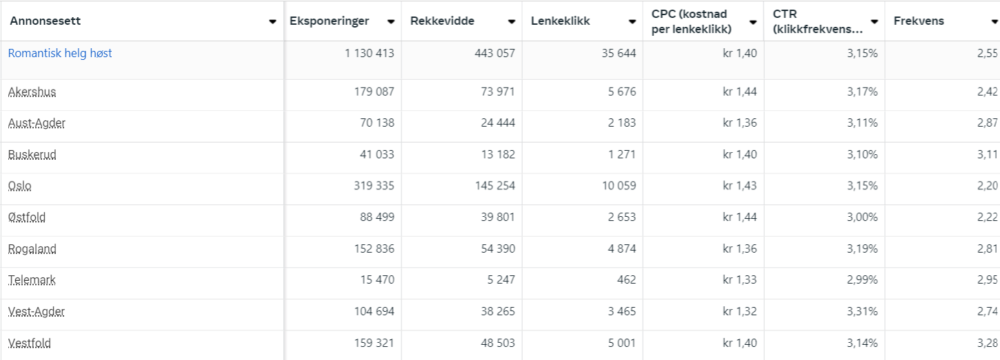 Annonsesett Eksponeringer Rekkevidde Lenkeklikk CPC (kostnad per lenkeklikk) CTR (klikkfrekvens... Frekvens
Romantisk helg høst 1 130 413 443 057 35 644 kr 1,40 3,15% 2,55
Akershus 179 087 73 971 5 676 kr 1,44 3,17% 2,42
Aust-Agder 70 138 24 444 2 183 kr 1,36 3,11% 2,87
Buskerud 41 033 13 182 1 271 kr 1,40 3,10% 3,11
Oslo 319 335 145 254 10 059 kr 1,43 3,15% 2,20
Østfold 88 499 39 801 2 653 kr 1,44 3,00% 2,22
Rogaland 152 836 54 390 4 874 kr 1,36 3,19% 2,81
Telemark 15 470 5 247 462 kr 1,33 2,99% 2,95
Vest-Agder 104 694 38 265 3 465 kr 1,32 3,31% 2,74
Vestfold 159 321 48 503 5 001 kr 1,40 3,14% 3,28